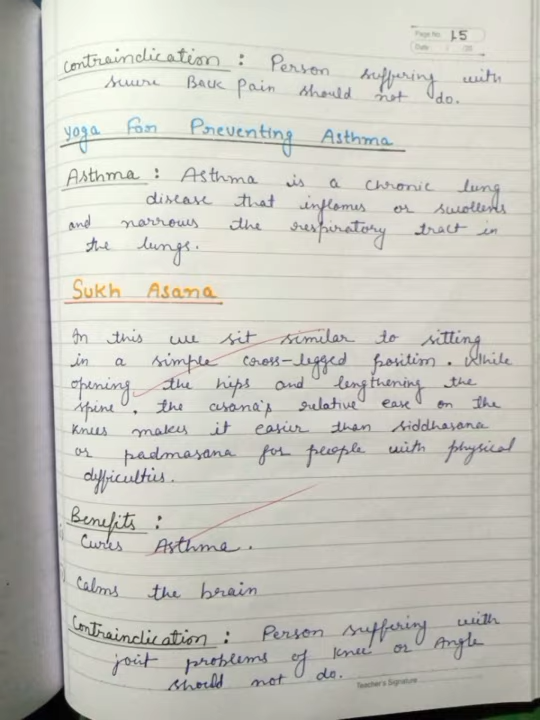 Page No. 15
Date: / /20
Contraindication : Person suffering with
severe Back pain should not do.
Yoga For Preventing Asthma
Asthma : Asthma is a chronic lung
disease that inflames or swollens
and narrows the respiratory tract in
the lungs.
Sukh Asana
In this we sit similar to sitting
in a simple cross-legged position. While
opening the hips and lengthening the
spine, the asana's relative ease on the
knees makes it easier than siddhasana
or padmasana for people with physical
difficulties.
Benefits :
Cures Asthma.
Calms the brain
Contraindication : Person suffering with
joit problems of knee or Angle
should not do.
Teacher's Signature